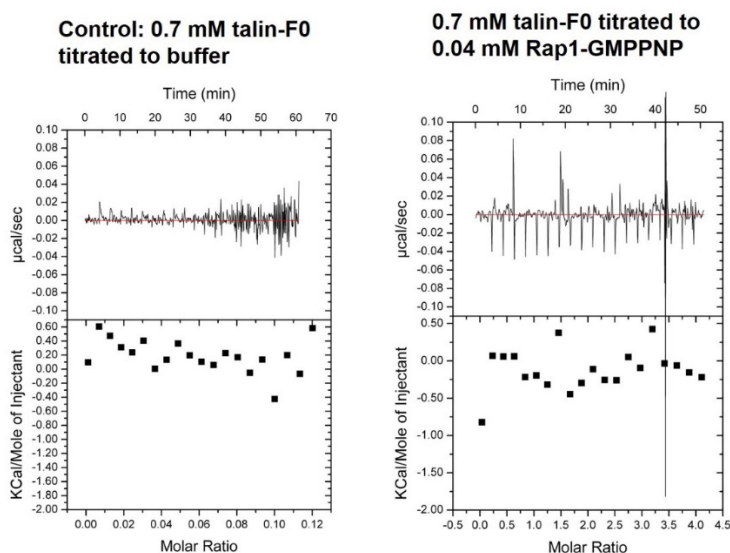 Control: 0.7 mM talin-F0
titrated to buffer
Time (min)
0 10 20 30 40 50 60 70
0.10
0.08
0.06
0.04
0.02
0.00
-0.02
-0.04
-0.06
-0.08
-0.10
µcal/sec
0.60
0.40
0.20
0.00
-0.20
-0.40
-0.60
-0.80
-1.00
-1.20
-1.40
-1.60
-1.80
-2.00
KCal/Mole of Injectant
0.00 0.02 0.04 0.06 0.08 0.10 0.12
Molar Ratio
0.7 mM talin-F0 titrated to
0.04 mM Rap1-GMPPNP
Time (min)
0 10 20 30 40 50
0.10
0.08
0.06
0.04
0.02
0.00
-0.02
-0.04
-0.06
-0.08
-0.10
µcal/sec
0.50
0.00
-0.50
-1.00
-1.50
-2.00
KCal/Mole of Injectant
-0.5 0.0 0.5 1.0 1.5 2.0 2.5 3.0 3.5 4.0 4.5
Molar Ratio